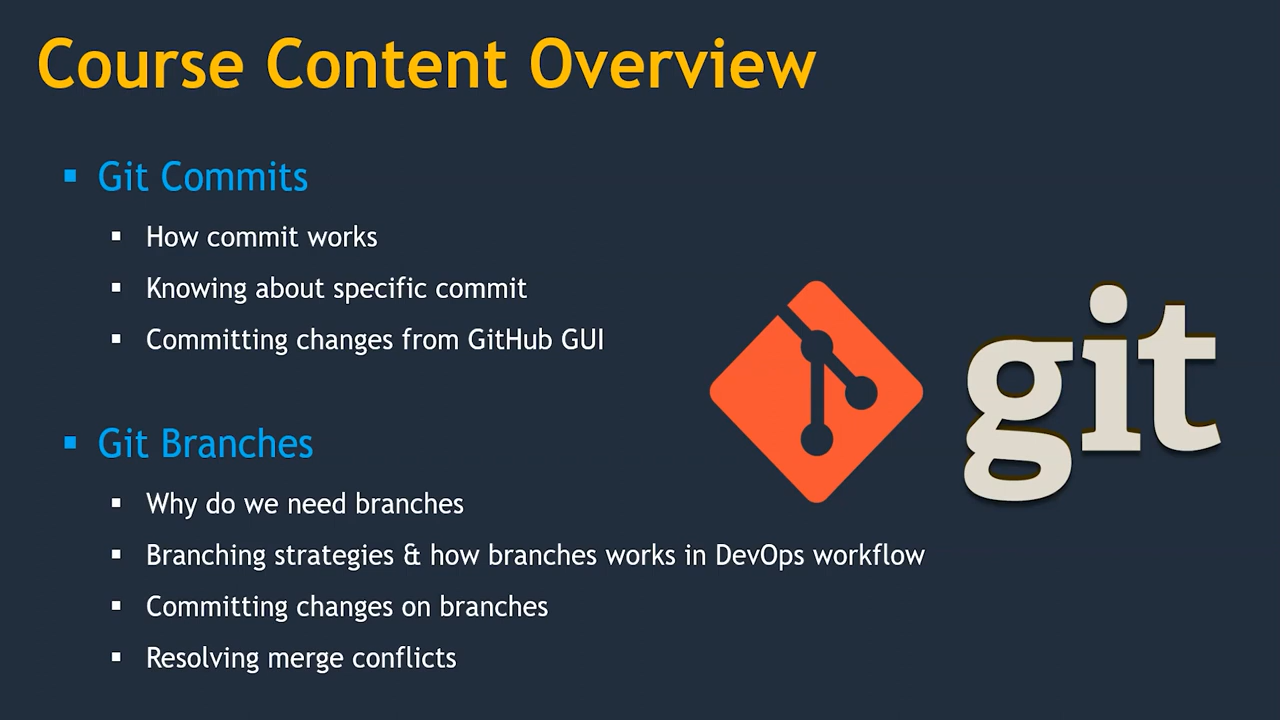 Course Content Overview
Git Commits
How commit works
Knowing about specific commit
Committing changes from GitHub GUI
git
Git Branches
Why do we need branches
Branching strategies & how branches works in DevOps workflow
Committing changes on branches
Resolving merge conflicts